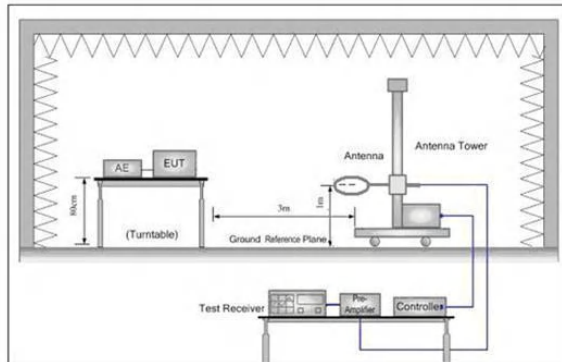 Antenna
Antenna Tower
AE
EUT
80cm
(Turntable)
3m
1m
Ground Reference Plane
Test Receiver
Pre-
Amplifier
Controller